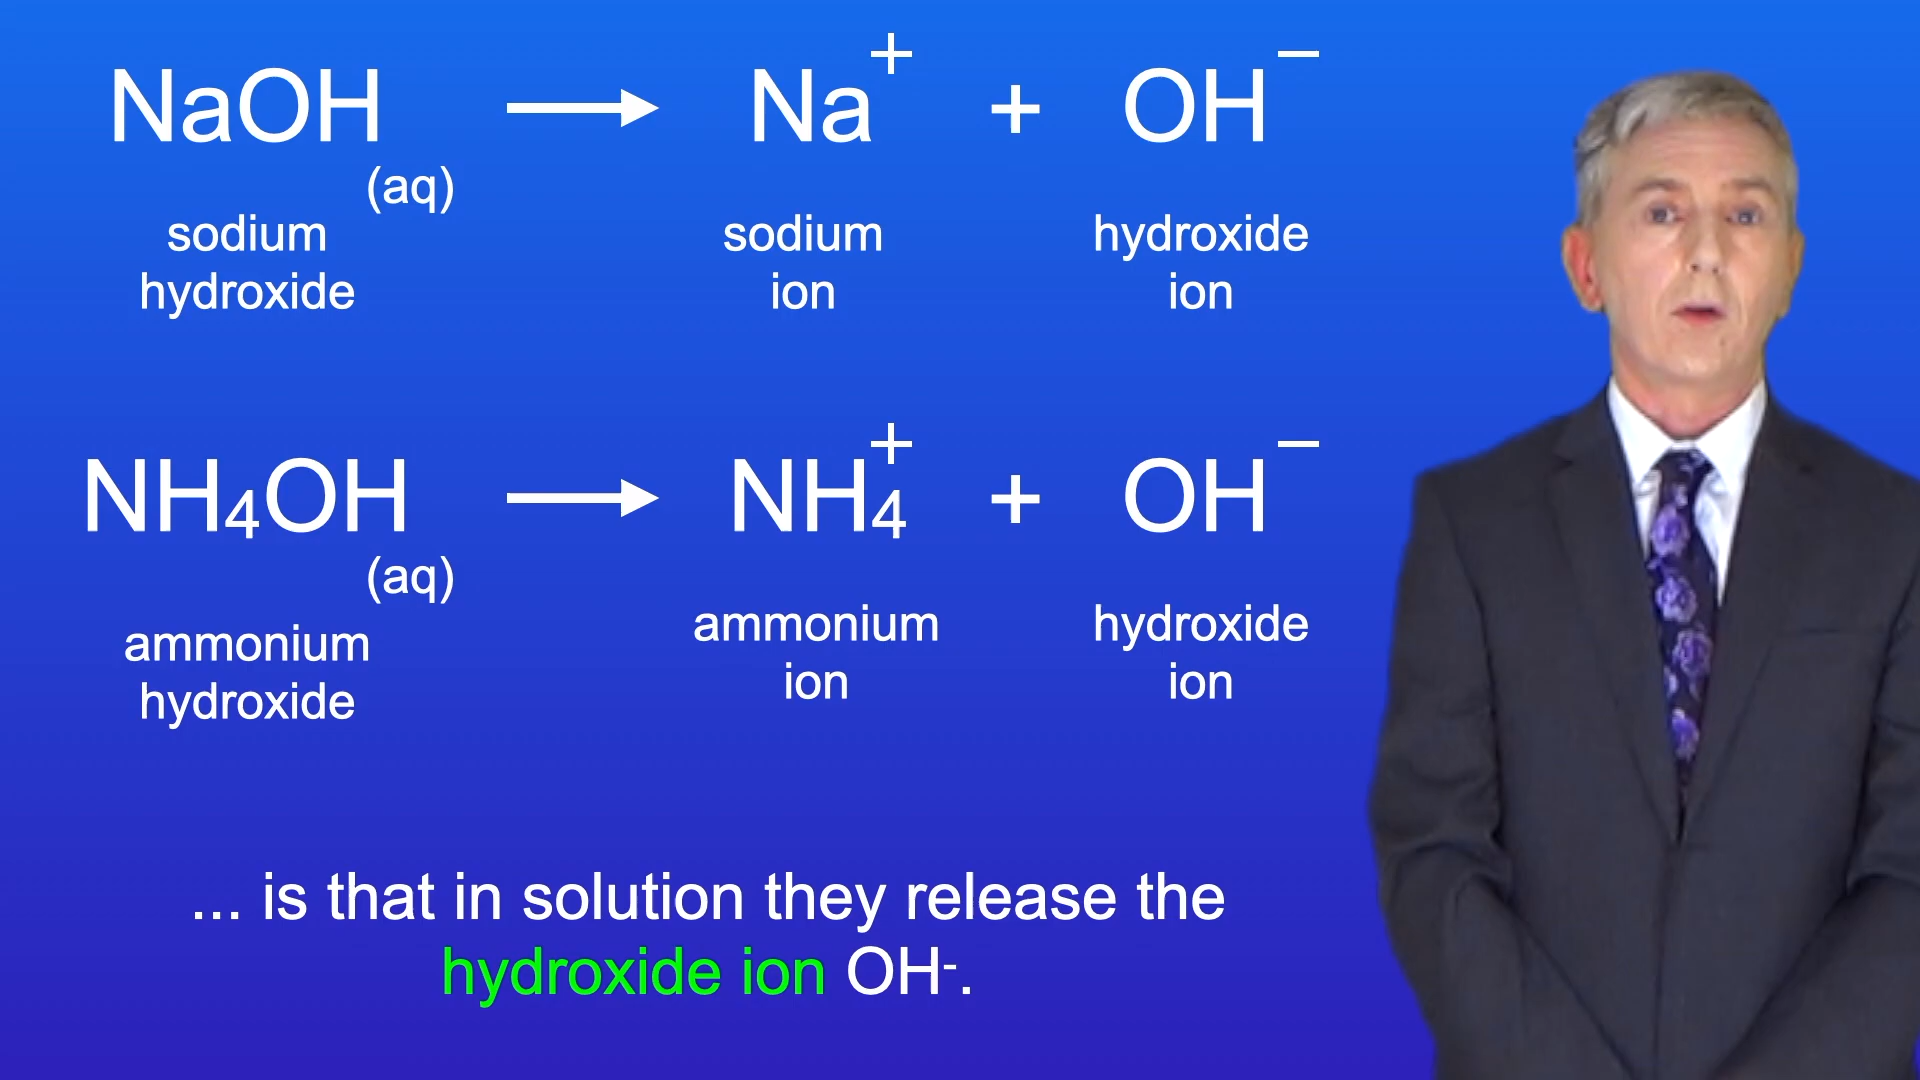 NaOH(aq) → Na⁺ + OH⁻
sodium hydroxide
sodium ion
hydroxide ion
NH₄OH(aq) → NH₄⁺ + OH⁻
ammonium hydroxide
ammonium ion
hydroxide ion
... is that in solution they release the
hydroxide ion OH⁻.